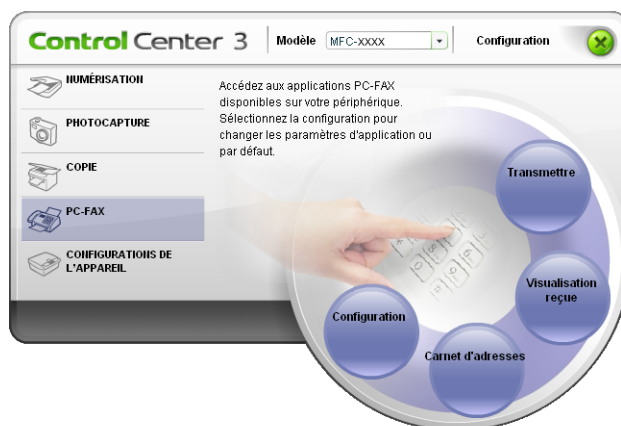 Control Center 3
Modèle
MFC-XXXX
Configuration
NUMÉRISATION
PHOTOCAPTURE
COPIE
PC-FAX
CONFIGURATIONS DE
L'APPAREIL
Accédez aux applications PC-FAX
disponibles sur votre périphérique.
Sélectionnez la configuration pour
changer les paramètres d'application ou
par défaut.
Transmettre
Visualisation
reçue
Carnet d'adresses
Configuration